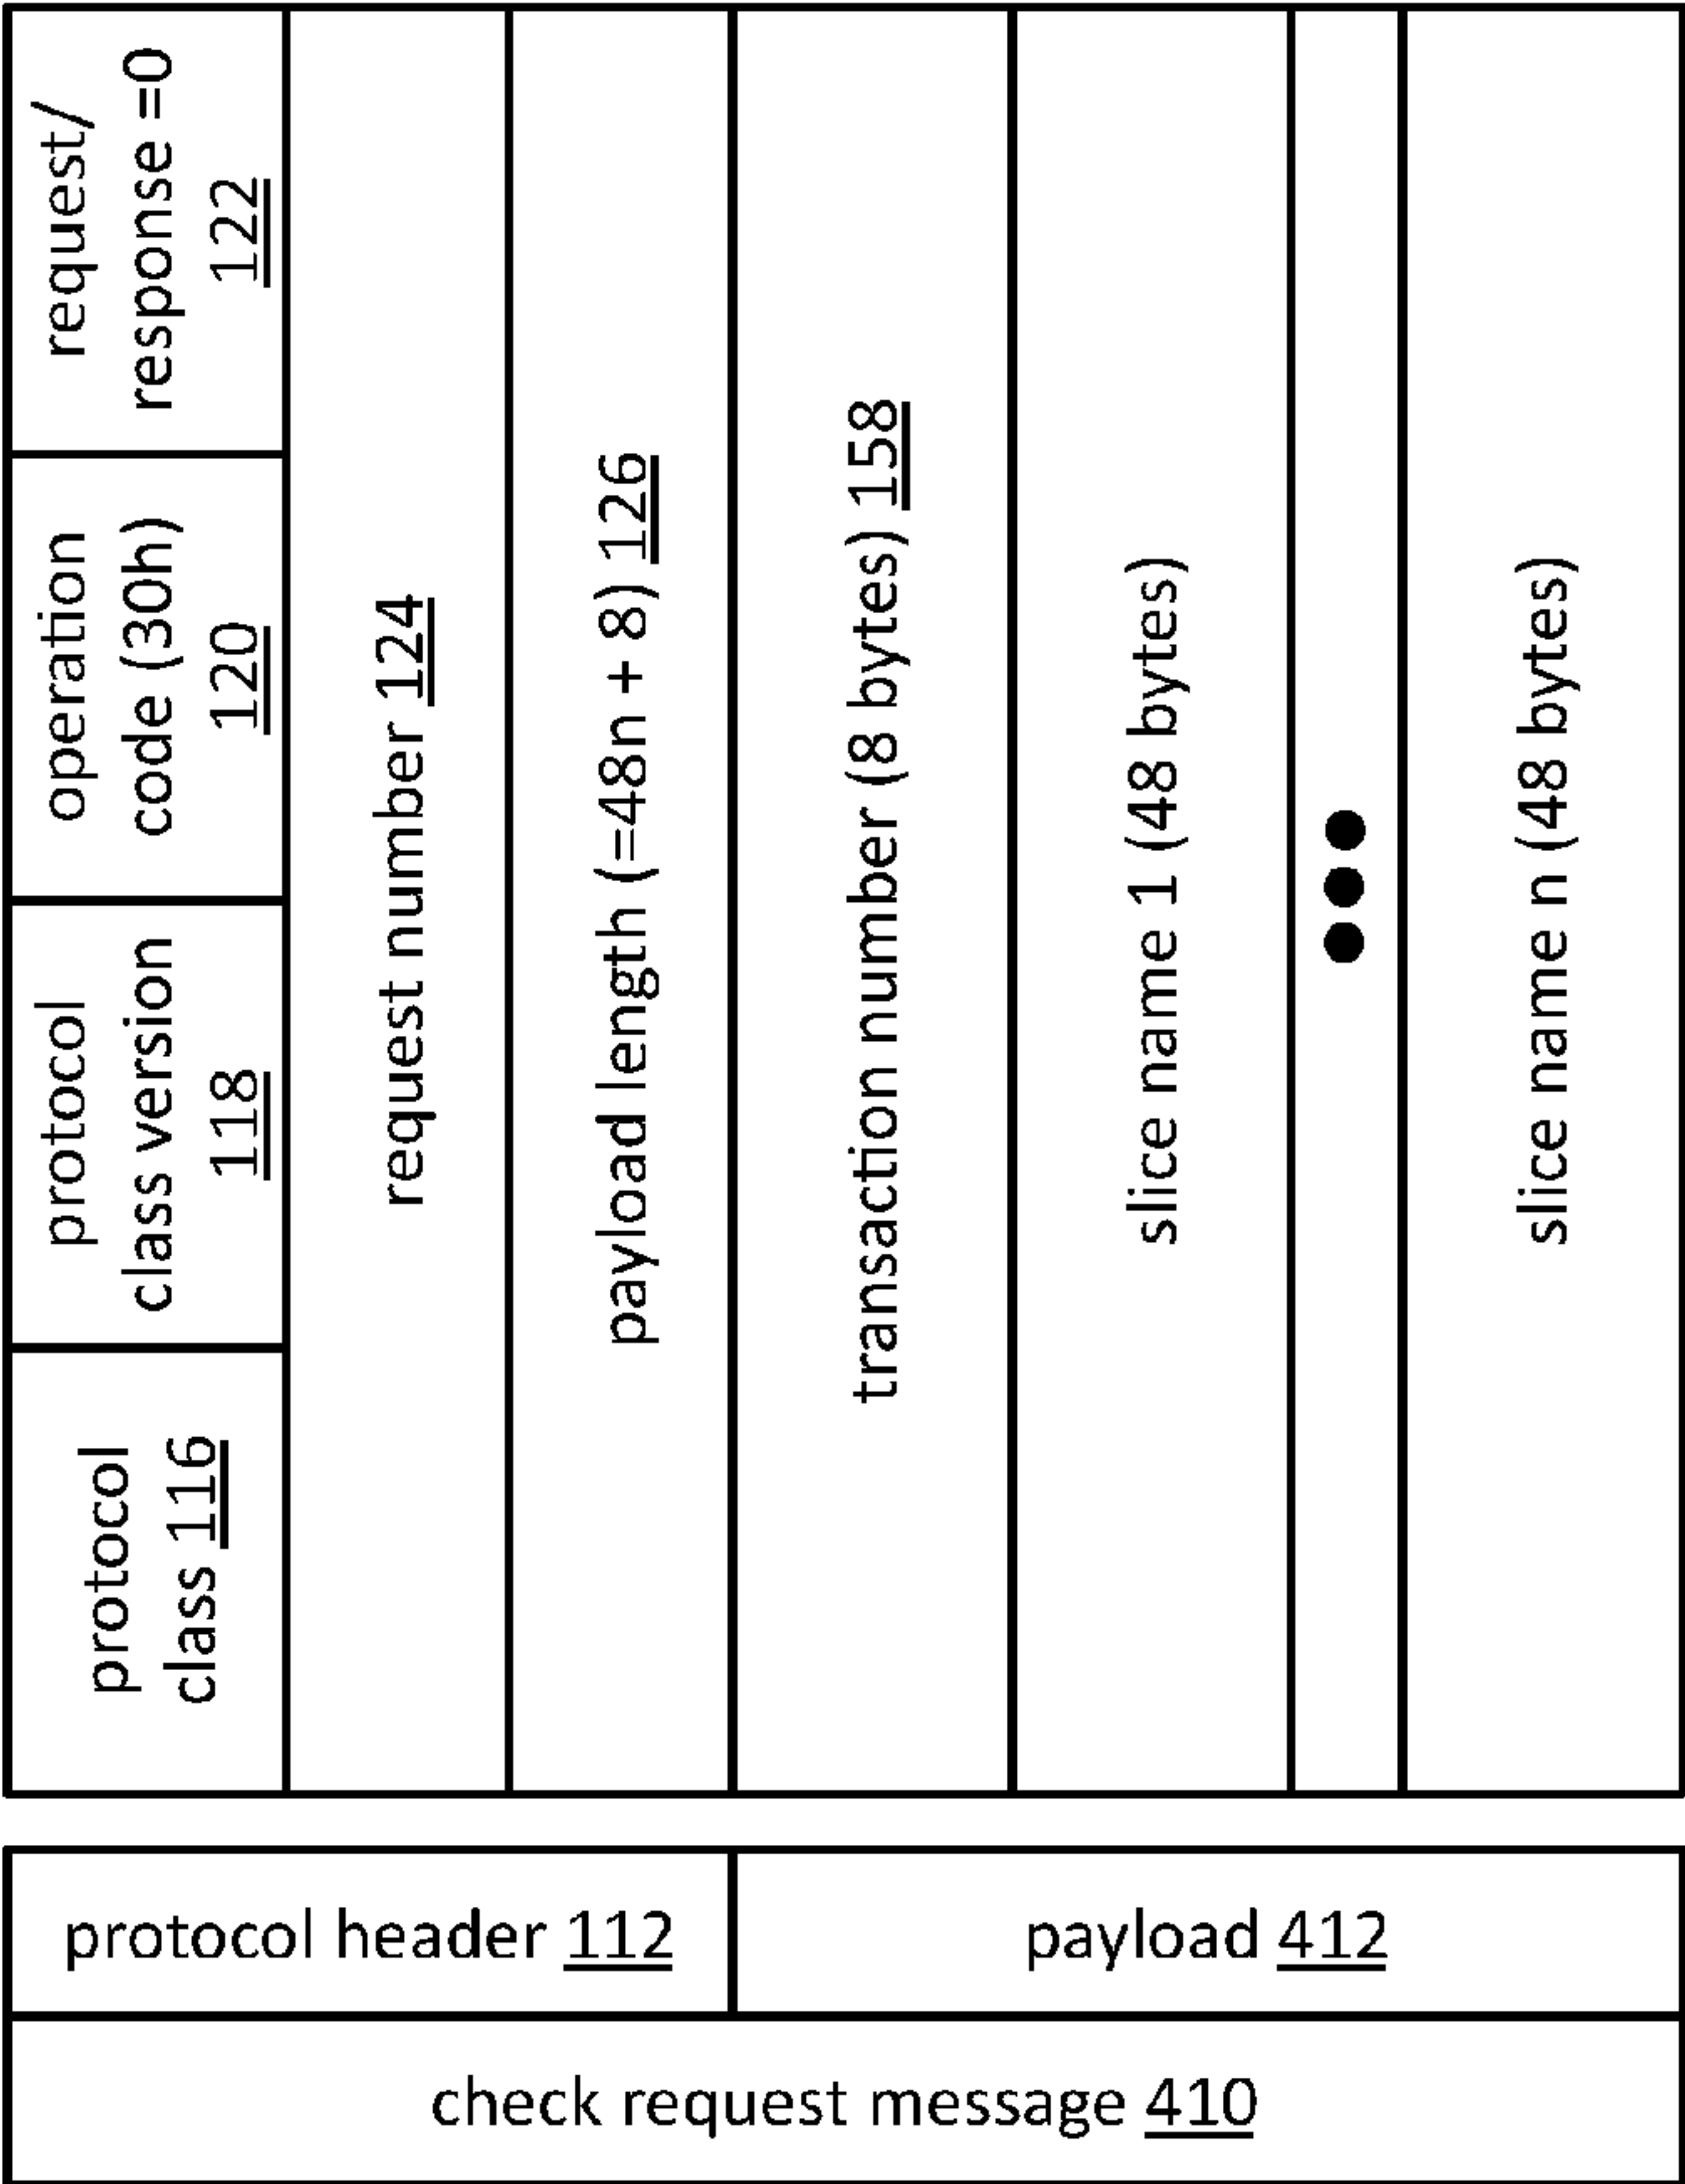 check request message 410
protocol header 112
payload 412
protocol
class 116
protocol
class version
118
operation
code (30h)
120
request/
response =0
122
request number 124
payload length (=48n + 8) 126
transaction number (8 bytes) 158
slice name 1 (48 bytes)
slice name n (48 bytes)